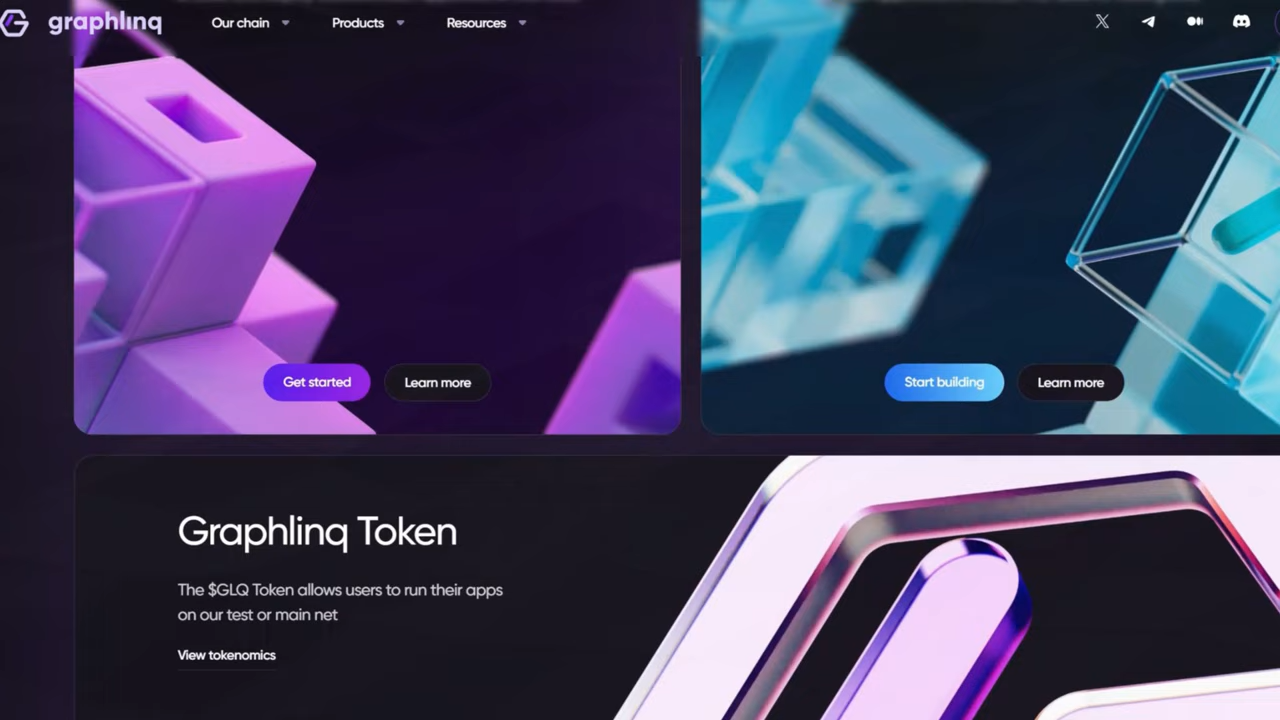 graphlinq
Our chain
Products
Resources
Get started
Learn more
Start building
Learn more
Graphlinq Token
The $GLQ Token allows users to run their apps
on our test or main net
View tokenomics